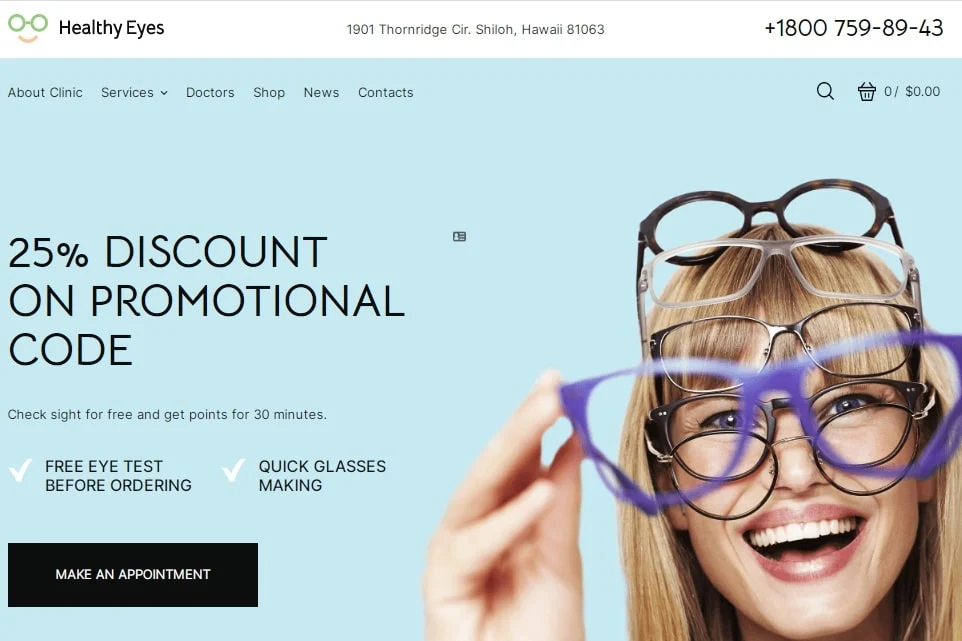 Healthy Eyes
1901 Thornridge Cir. Shiloh, Hawaii 81063
+1800 759-89-43
About Clinic Services Doctors Shop News Contacts
0 / $0.00
25% DISCOUNT
ON PROMOTIONAL
CODE
Check sight for free and get points for 30 minutes.
FREE EYE TEST
BEFORE ORDERING
QUICK GLASSES
MAKING
MAKE AN APPOINTMENT